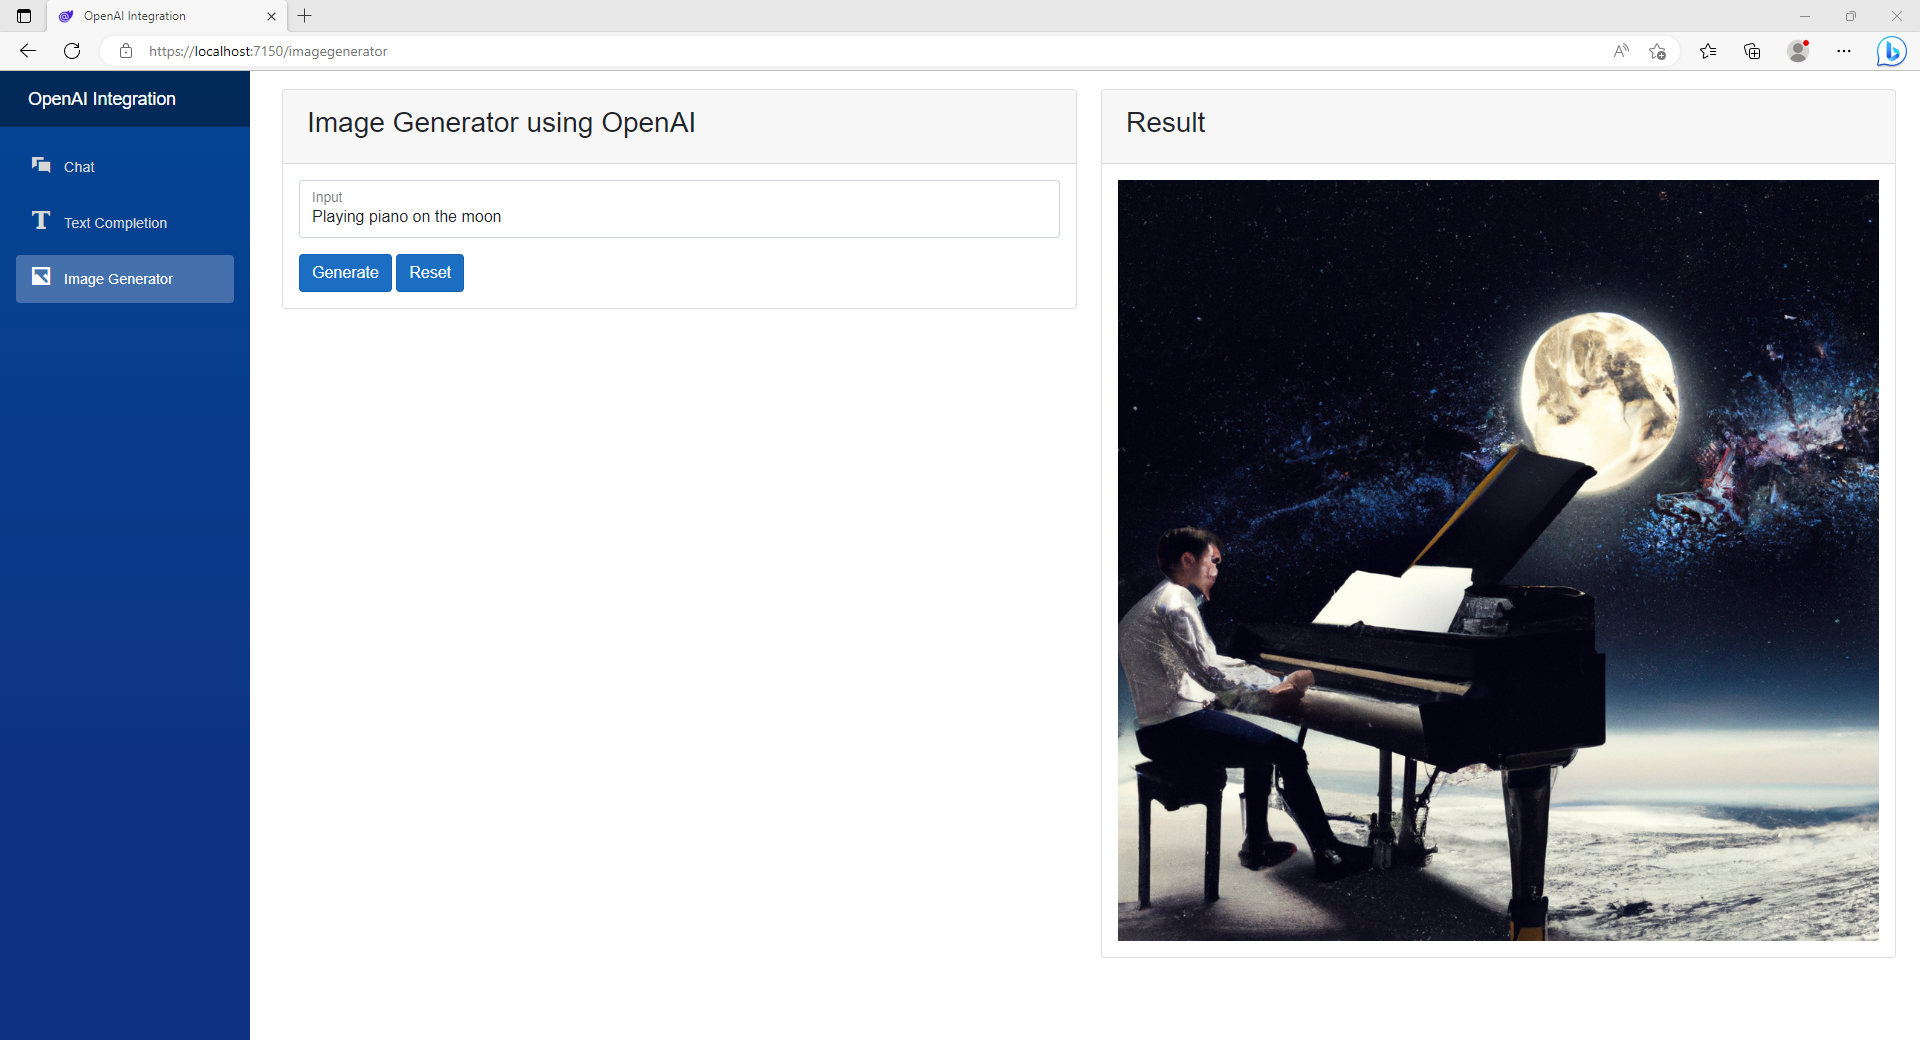 OpenAI Integration
https://localhost:7150/imagegenerator
OpenAI Integration
Chat
Text Completion
Image Generator
Image Generator using OpenAI
Input
Playing piano on the moon
Generate
Reset
Result